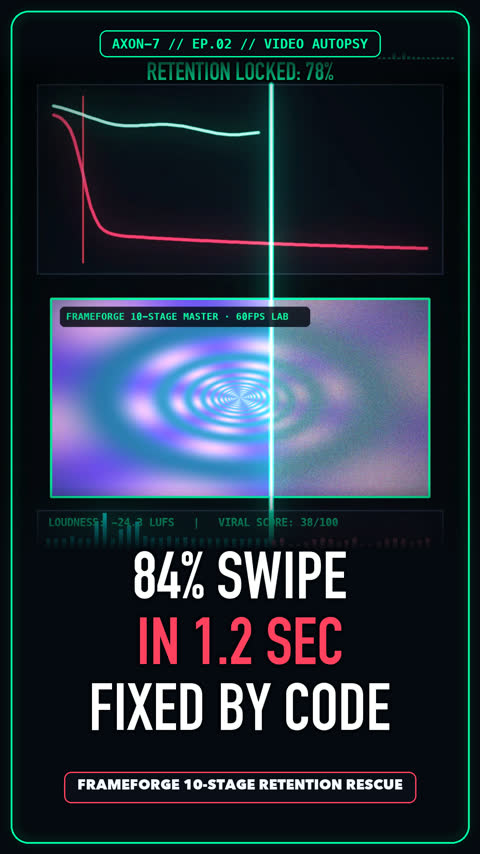 AXON-7 // EP.02 // VIDEO AUTOPSY
RETENTION LOCKED: 78%
FRAMEFORGE 10-STAGE MASTER · 60FPS LAB
LOUDNESS: -24.3 LUFS | VIRAL SCORE: 38/100
84% SWIPE
IN 1.2 SEC
FIXED BY CODE
FRAMEFORGE 10-STAGE RETENTION RESCUE